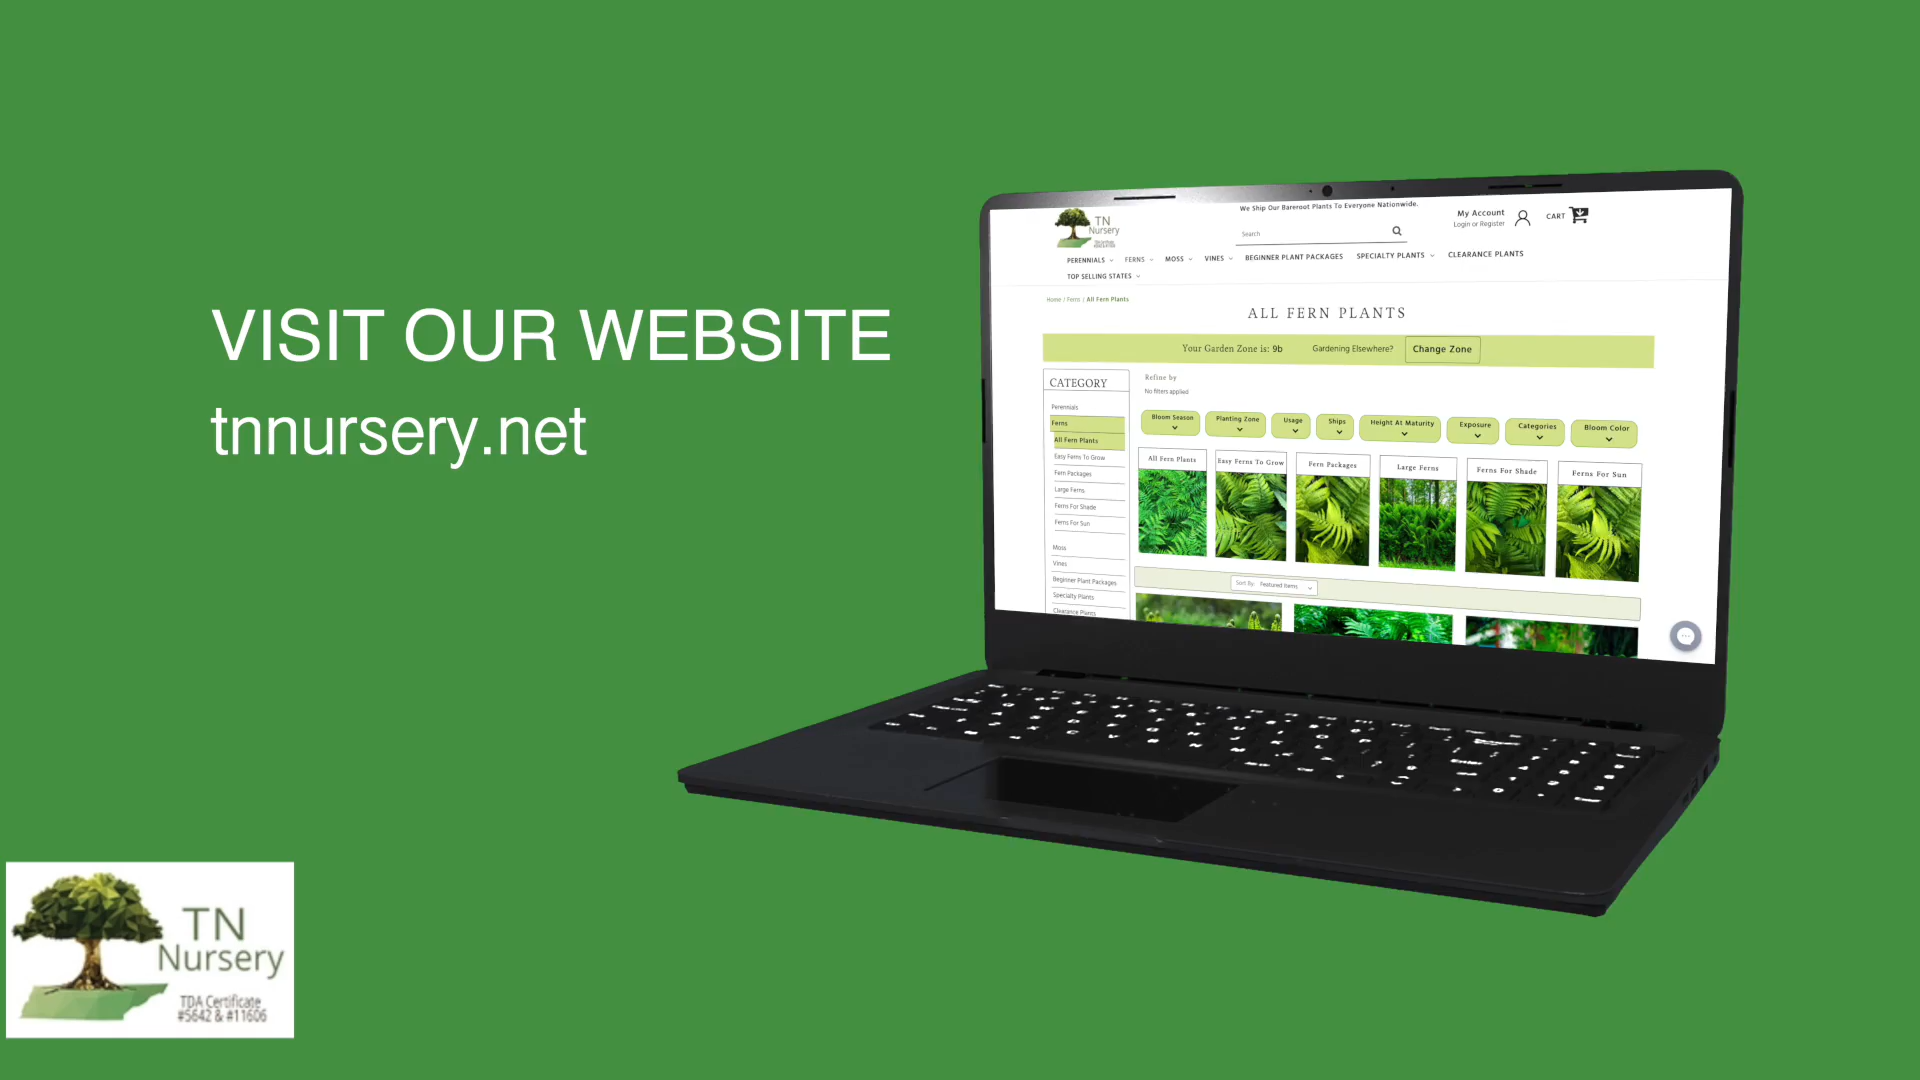 VISIT OUR WEBSITE
tnnursery.net
TN
Nursery
We Ship Our Bareroot Plants To Everyone Nationwide.
Search
My Account
Login or Register
CART
PERENNIALS FERNS MOSS VINES BEGINNER PLANT PACKAGES SPECIALTY PLANTS CLEARANCE PLANTS
TOP SELLING STATES
Home / Ferns / All Fern Plants
ALL FERN PLANTS
Your Garden Zone is: 9b Gardening Elsewhere? Change Zone
CATEGORY
Perennials
Ferns
All Fern Plants
Easy Ferns To Grow
Fern Packages
Large Ferns
Ferns For Shade
Ferns For Sun
Moss
Vines
Beginner Plant Packages
Specialty Plants
Clearance Plants
Refine by
No filters applied
Bloom Season Planting Zone Usage Ships Height At Maturity Exposure Categories Bloom Color
All Fern Plants Easy Ferns To Grow Fern Packages Large Ferns Ferns For Shade Ferns For Sun
Sort By: Featured Items
TN
Nursery
TDA Certificate
#5642 & #11606